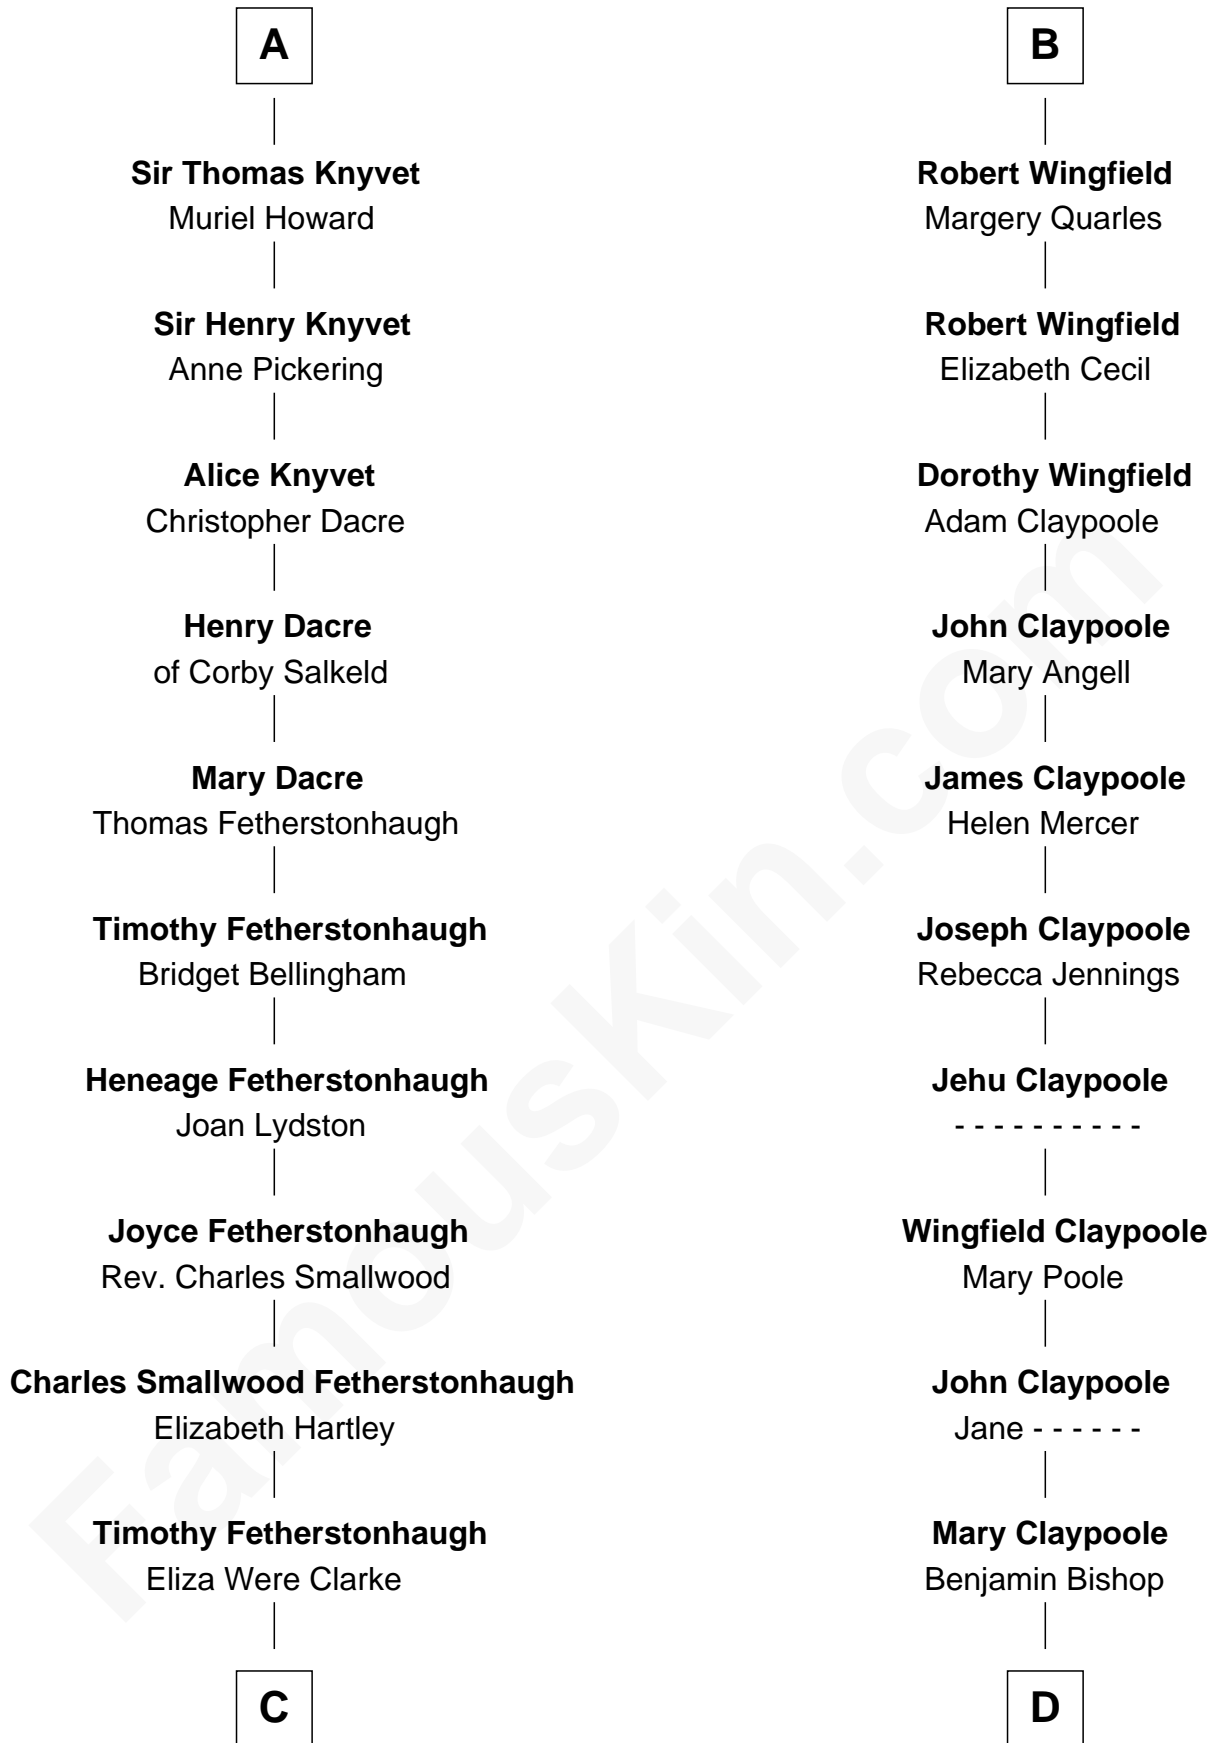 A
Sir Thomas Knyvet
Muriel Howard
Sir Henry Knyvet
Anne Pickering
Alice Knyvet
Christopher Dacre
Henry Dacre
of Corby Salkeld
Mary Dacre
Thomas Fetherstonhaugh
Timothy Fetherstonhaugh
Bridget Bellingham
Heneage Fetherstonhaugh
Joan Lydston
Joyce Fetherstonhaugh
Rev. Charles Smallwood
Charles Smallwood Fetherstonhaugh
Elizabeth Hartley
Timothy Fetherstonhaugh
Eliza Were Clarke
C
B
Robert Wingfield
Margery Quarles
Robert Wingfield
Elizabeth Cecil
Dorothy Wingfield
Adam Claypoole
John Claypoole
Mary Angell
James Claypoole
Helen Mercer
Joseph Claypoole
Rebecca Jennings
Jehu Claypoole
- - - - - - - - - -
Wingfield Claypoole
Mary Poole
John Claypoole
Jane - - - - - -
Mary Claypoole
Benjamin Bishop
D
FamousKin.com